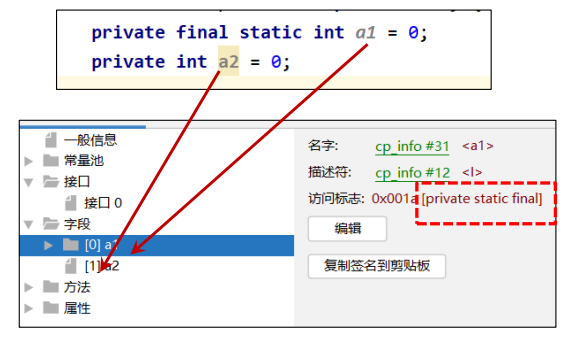 private final static int a1 = 0;
private int a2 = 0;
一般信息
常量池
接口
接口 0
字段
[0] a1
[1] a2
方法
属性
名字: cp_info #31 <a1>
描述符: cp_info #12 <I>
访问标志: 0x001a [private static final]
编辑
复制签名到剪贴板